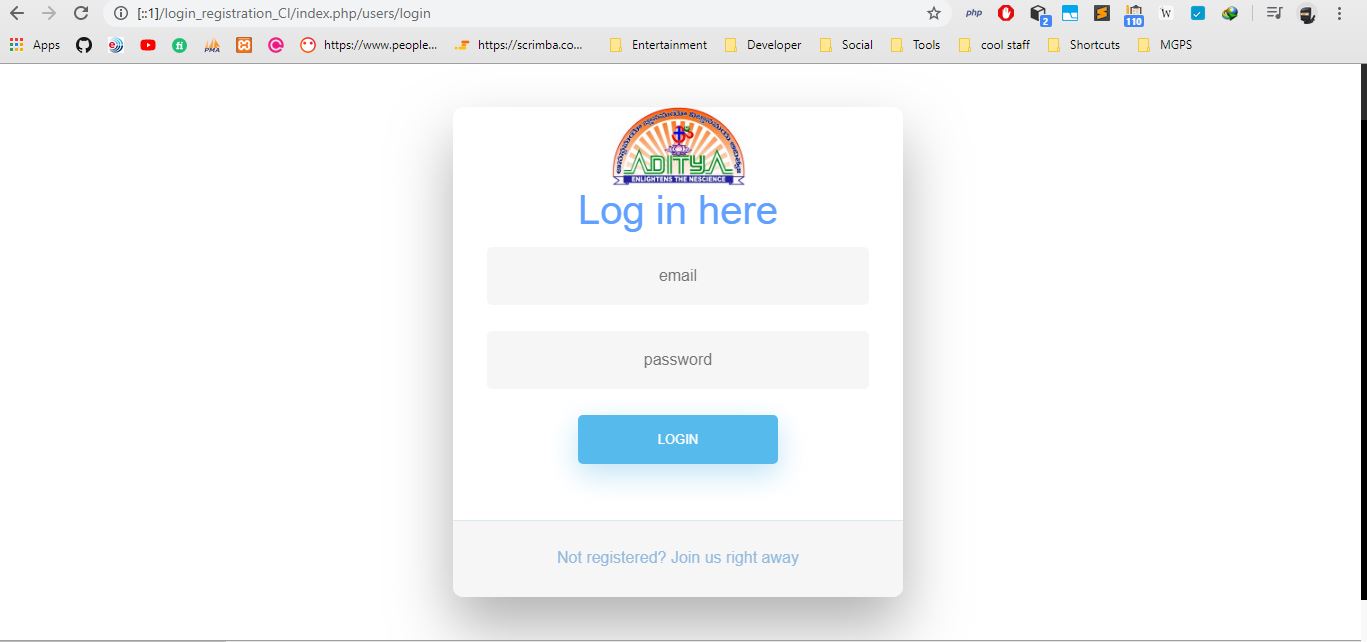 [::1]/login_registration_CI/index.php/users/login
php
2
110
W
Apps
PMA
https://www.people...
https://scrimba.co...
Entertainment
Developer
Social
Tools
cool staff
Shortcuts
MGPS
ADITYA
ENLIGHTENS THE NESCIENCE
Log in here
email
password
LOGIN
Not registered? Join us right away